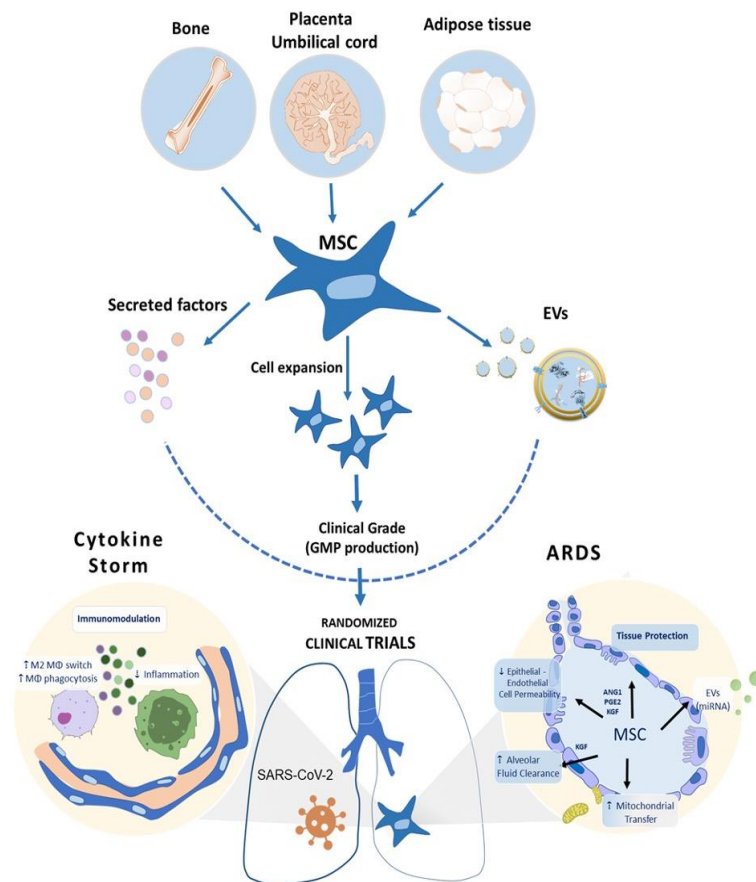 Bone
Placenta
Umbilical cord
Adipose tissue
MSC
Secreted factors
EVs
Cell expansion
Clinical Grade
(GMP production)
Cytokine
Storm
ARDS
RANDOMIZED
CLINICAL TRIALS
Immunomodulation
↑M2 MΦ switch
↑MΦ phagocytosis
↓ Inflammation
Tissue Protection
↓ Epithelial -
Endothelial
Cell Permeability
ANG1
PGE2
KGF
EVs
(miRNA)
MSC
KGF
↑ Alveolar
Fluid Clearance
↑ Mitochondrial
Transfer
SARS-CoV-2